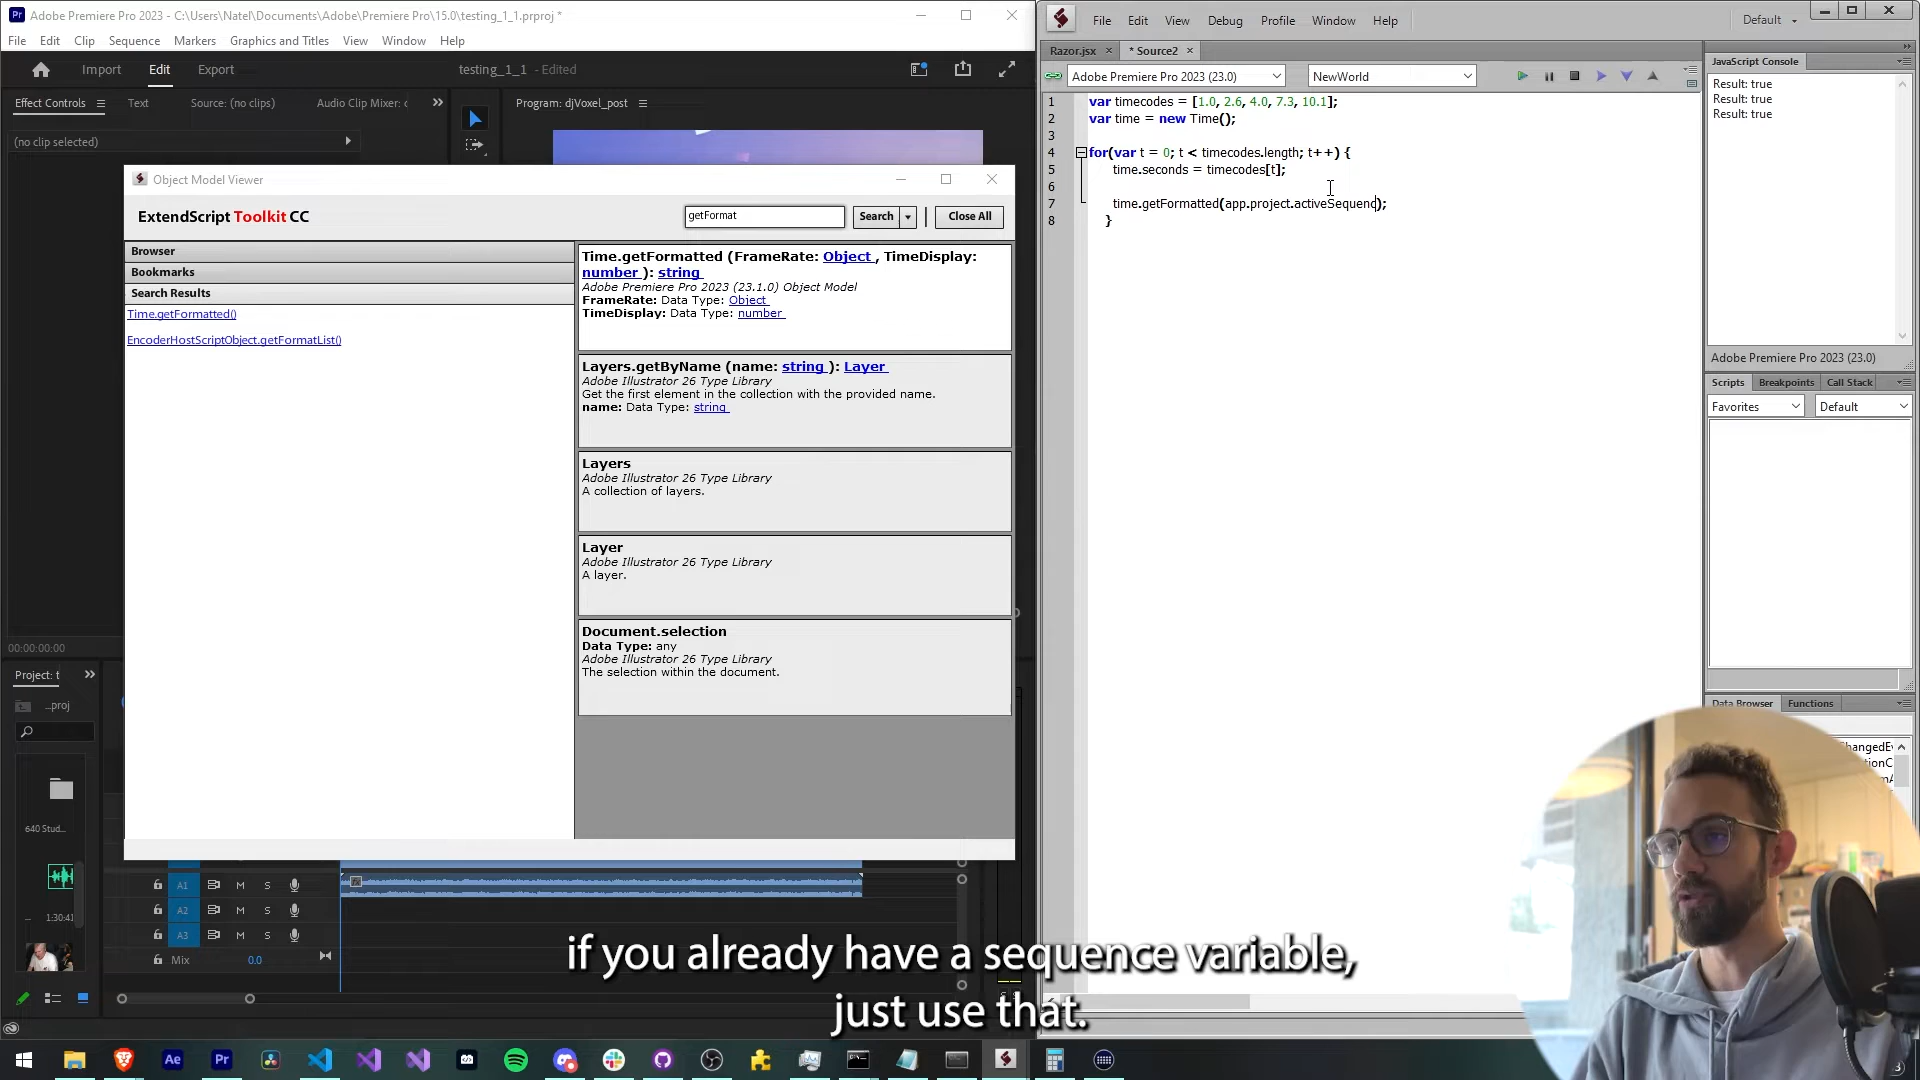 Adobe Premiere Pro 2023 - C:\Users\Natel\Documents\Adobe\Premiere Pro\15.0\testing_1_1.prproj *
File Edit Clip Sequence Markers Graphics and Titles View Window Help
Import Edit Export
testing_1_1 - Edited
Effect Controls Text Source: (no clips) Audio Clip Mixer: Program: djVoxel_post
(no clip selected)
Object Model Viewer
ExtendScript Toolkit CC
getFormat Search Close All
Browser
Bookmarks
Search Results
Time.getFormatted()
EncoderHostScriptObject.getFormatList()
Time.getFormatted (FrameRate: Object , TimeDisplay:
number ): string
Adobe Premiere Pro 2023 (23.1.0) Object Model
FrameRate: Data Type: Object
TimeDisplay: Data Type: number
Layers.getByName (name: string ): Layer
Adobe Illustrator 26 Type Library
Get the first element in the collection with the provided name.
name: Data Type: string
Layers
Adobe Illustrator 26 Type Library
A collection of layers.
Layer
Adobe Illustrator 26 Type Library
A layer.
Document.selection
Data Type: any
Adobe Illustrator 26 Type Library
The selection within the document.
00:00:00:00
Project: t
..proj
640 Stud...
1:30:41
A1 M S
A2 M S
A3 M S
Mix 0.0
File Edit View Debug Profile Window Help
Default
Razor.jsx * Source2
Adobe Premiere Pro 2023 (23.0) NewWorld
1 var timecodes = [1.0, 2.6, 4.0, 7.3, 10.1];
2 var time = new Time();
3
4 for(var t = 0; t < timecodes.length; t++) {
5 time.seconds = timecodes[t];
6
7 time.getFormatted(app.project.activeSequenc);
8 }
JavaScript Console
Result: true
Result: true
Result: true
Adobe Premiere Pro 2023 (23.0)
Scripts Breakpoints Call Stack
Favorites Default
Data Browser Functions
if you already have a sequence variable,
just use that.
Ae Pr